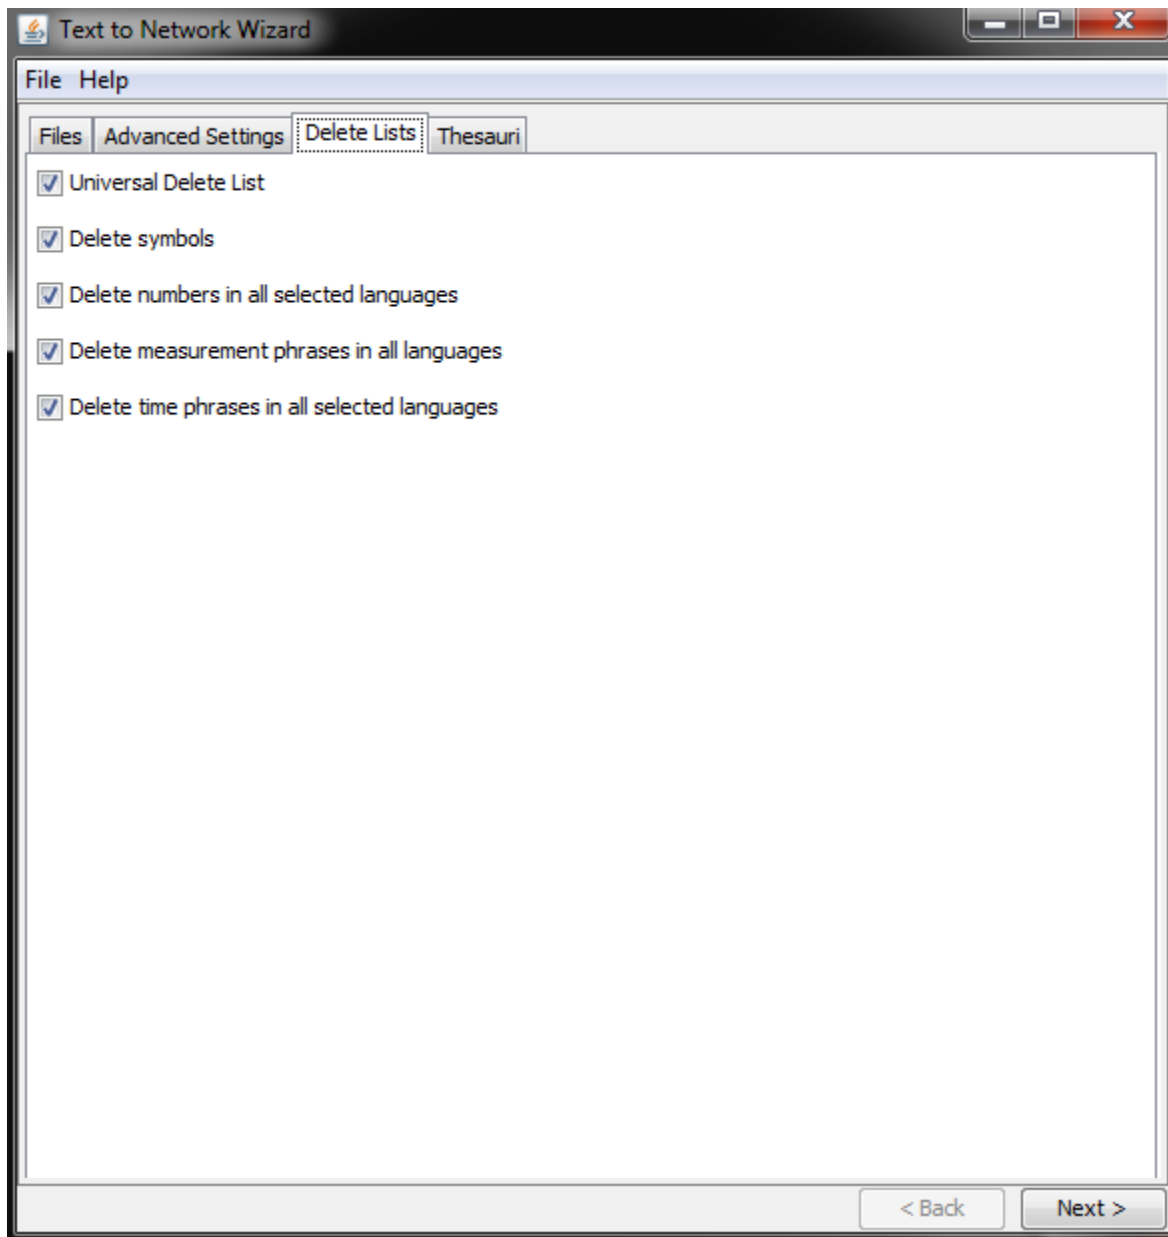 Text to Network Wizard
File Help
Files Advanced Settings Delete Lists Thesauri
Universal Delete List
Delete symbols
Delete numbers in all selected languages
Delete measurement phrases in all languages
Delete time phrases in all selected languages
< Back Next >